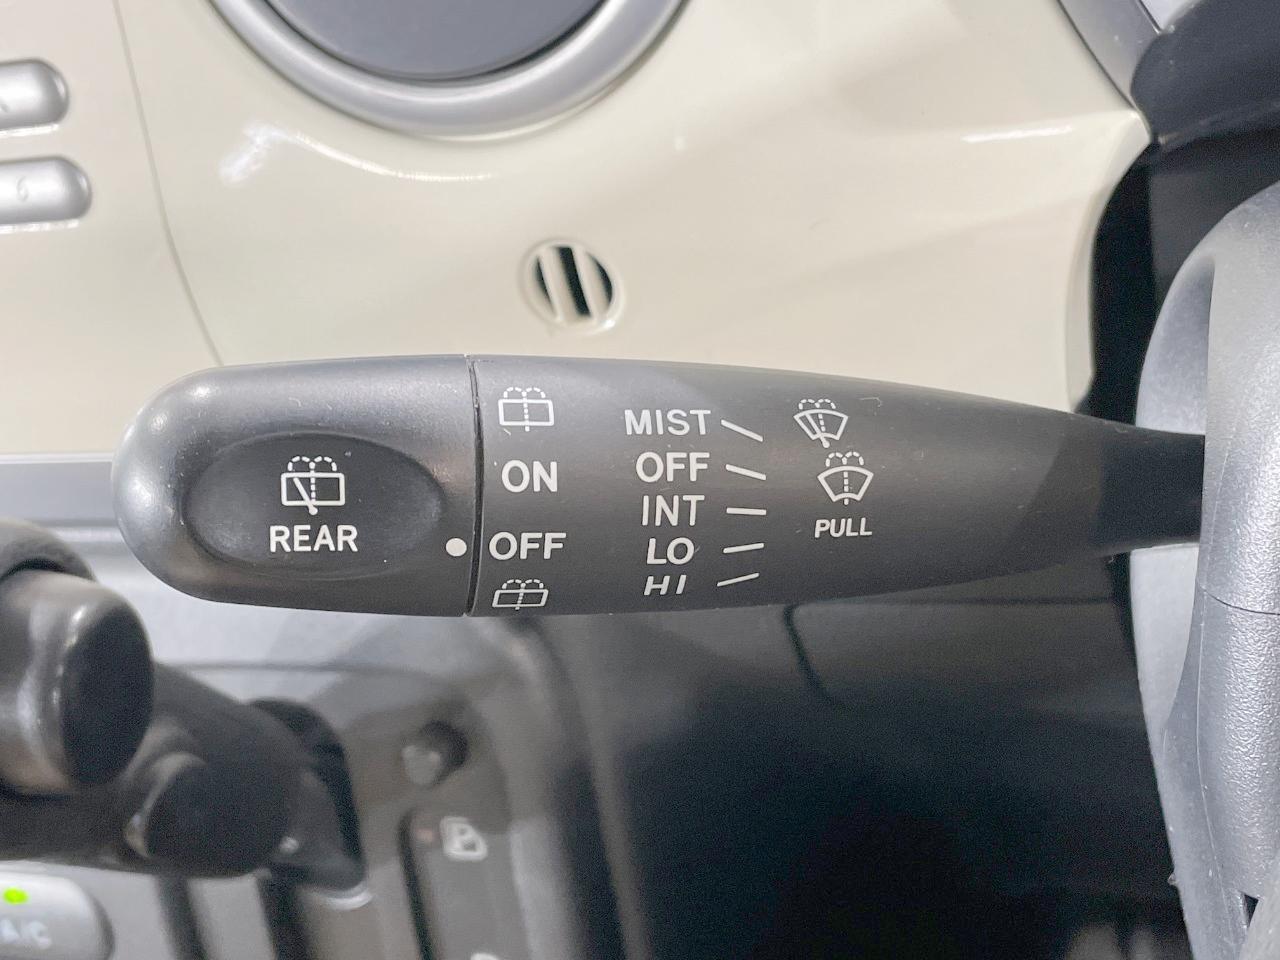 REAR
ON
OFF
MIST
OFF
INT
LO
HI
PULL
A/C